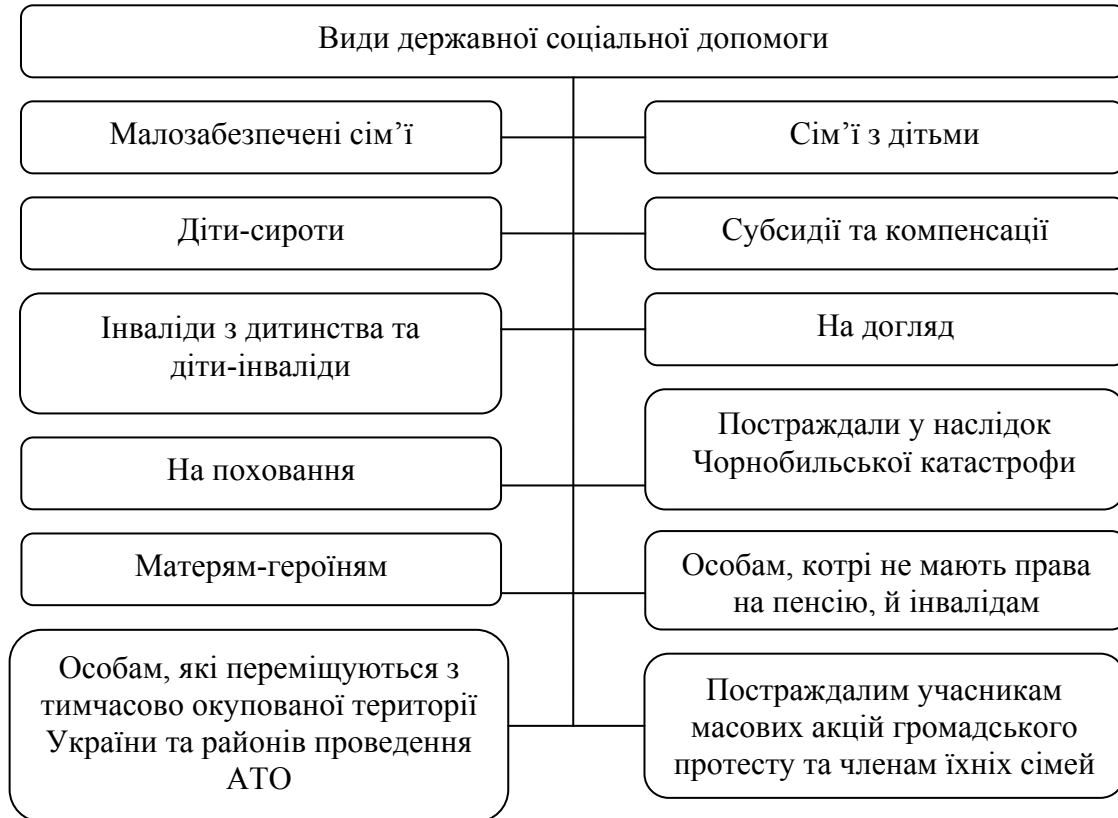 Види державної соціальної допомоги
Малозабезпечені сім’ї
Сім’ї з дітьми
Діти-сироти
Субсидії та компенсації
Інваліди з дитинства та
діти-інваліди
На догляд
На поховання
Постраждали у наслідок
Чорнобильської катастрофи
Матерям-героїням
Особам, котрі не мають права
на пенсію, й інвалідам
Особам, які переміщуються з
тимчасово окупованої території
України та районів проведення
АТО
Постраждалим учасникам
масових акцій громадського
протесту та членам їхніх сімей